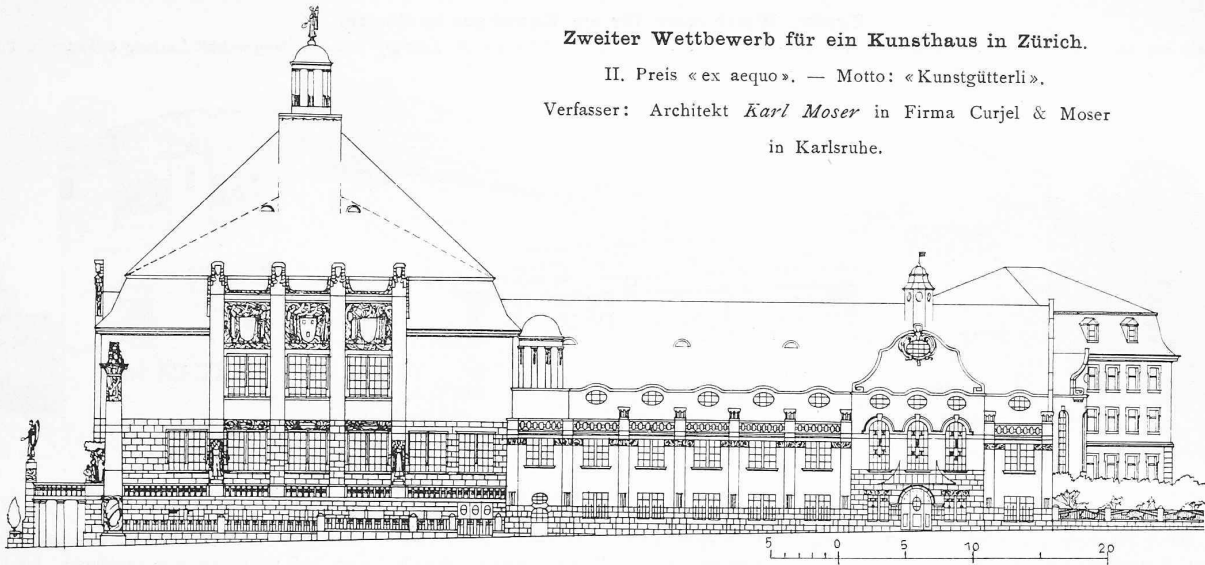 Zweiter Wettbewerb für ein Kunsthaus in Zürich.
II. Preis «ex aequo». — Motto: «Kunstgütterli».
Verfasser: Architekt Karl Moser in Firma Curjel & Moser
in Karlsruhe.
5 0 5 10 20